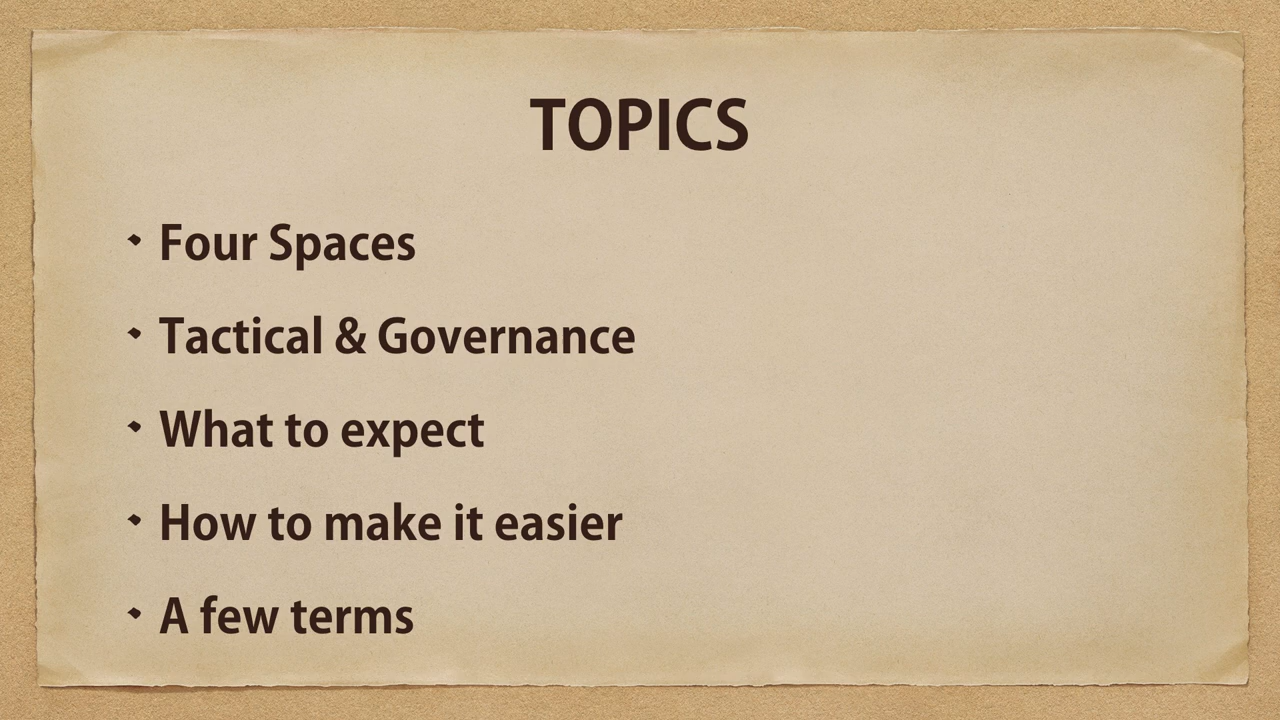 TOPICS
Four Spaces
Tactical & Governance
What to expect
How to make it easier
A few terms